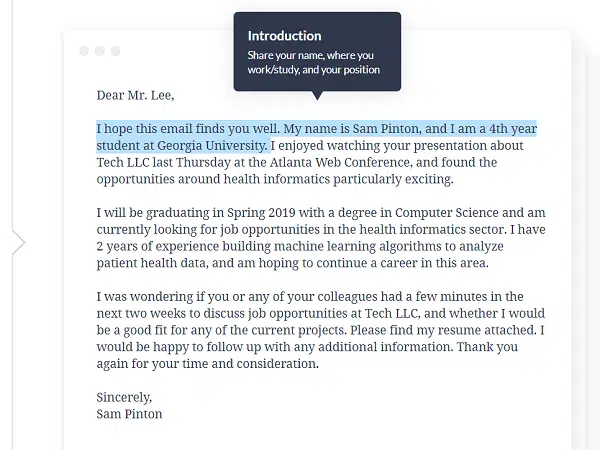 Introduction
Share your name, where you
work/study, and your position
Dear Mr. Lee,
I hope this email finds you well. My name is Sam Pinton, and I am a 4th year
student at Georgia University. I enjoyed watching your presentation about
Tech LLC last Thursday at the Atlanta Web Conference, and found the
opportunities around health informatics particularly exciting.
I will be graduating in Spring 2019 with a degree in Computer Science and am
currently looking for job opportunities in the health informatics sector. I have
2 years of experience building machine learning algorithms to analyze
patient health data, and am hoping to continue a career in this area.
I was wondering if you or any of your colleagues had a few minutes in the
next two weeks to discuss job opportunities at Tech LLC, and whether I would
be a good fit for any of the current projects. Please find my resume attached. I
would be happy to follow up with any additional information. Thank you
again for your time and consideration.
Sincerely,
Sam Pinton